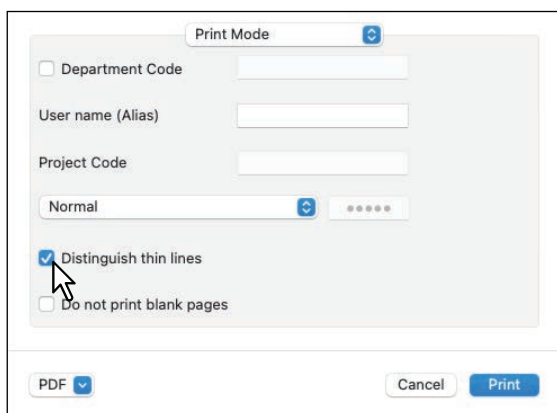 Print Mode
Department Code
User name (Alias)
Project Code
Normal
Distinguish thin lines
Do not print blank pages
PDF Cancel Print